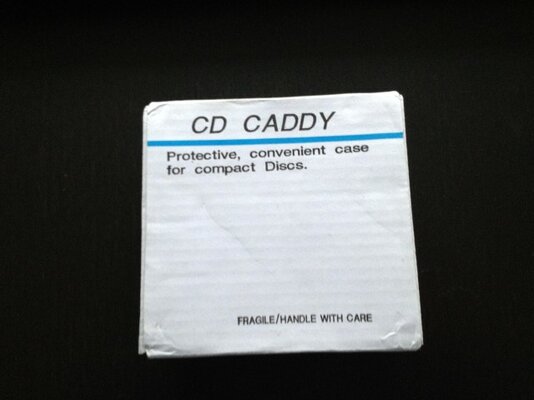 CD CADDY
Protective, convenient case
for compact Discs.
FRAGILE/HANDLE WITH CARE